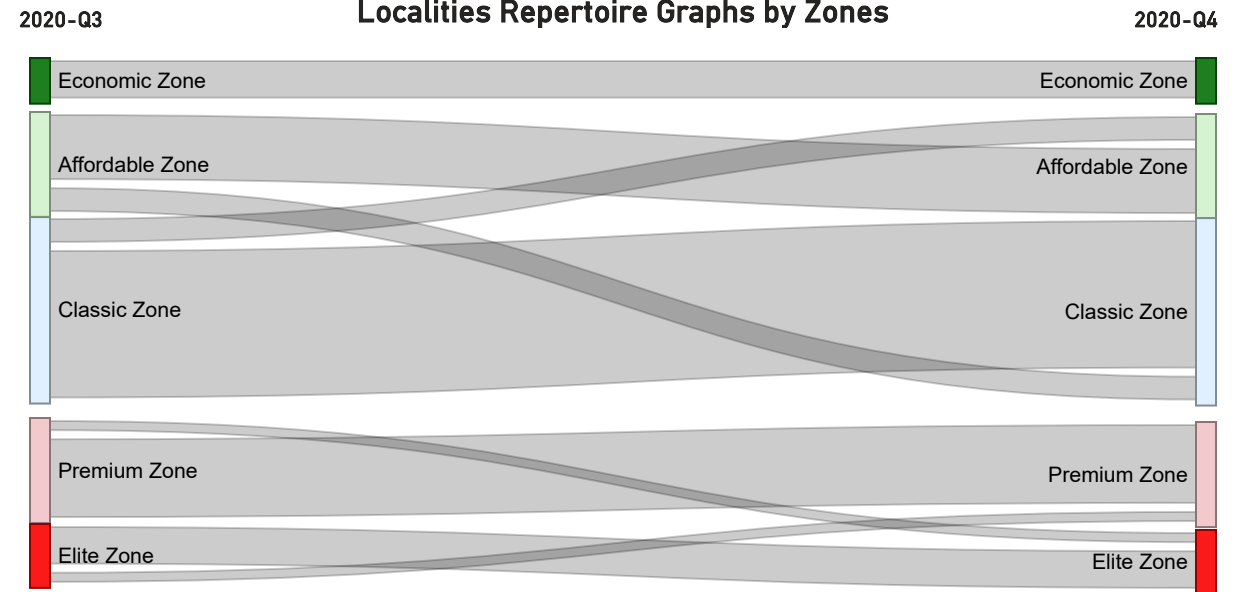 Localities Repertoire Graphs by Zones
2020-Q3
2020-Q4
Economic Zone
Economic Zone
Affordable Zone
Affordable Zone
Classic Zone
Classic Zone
Premium Zone
Premium Zone
Elite Zone
Elite Zone